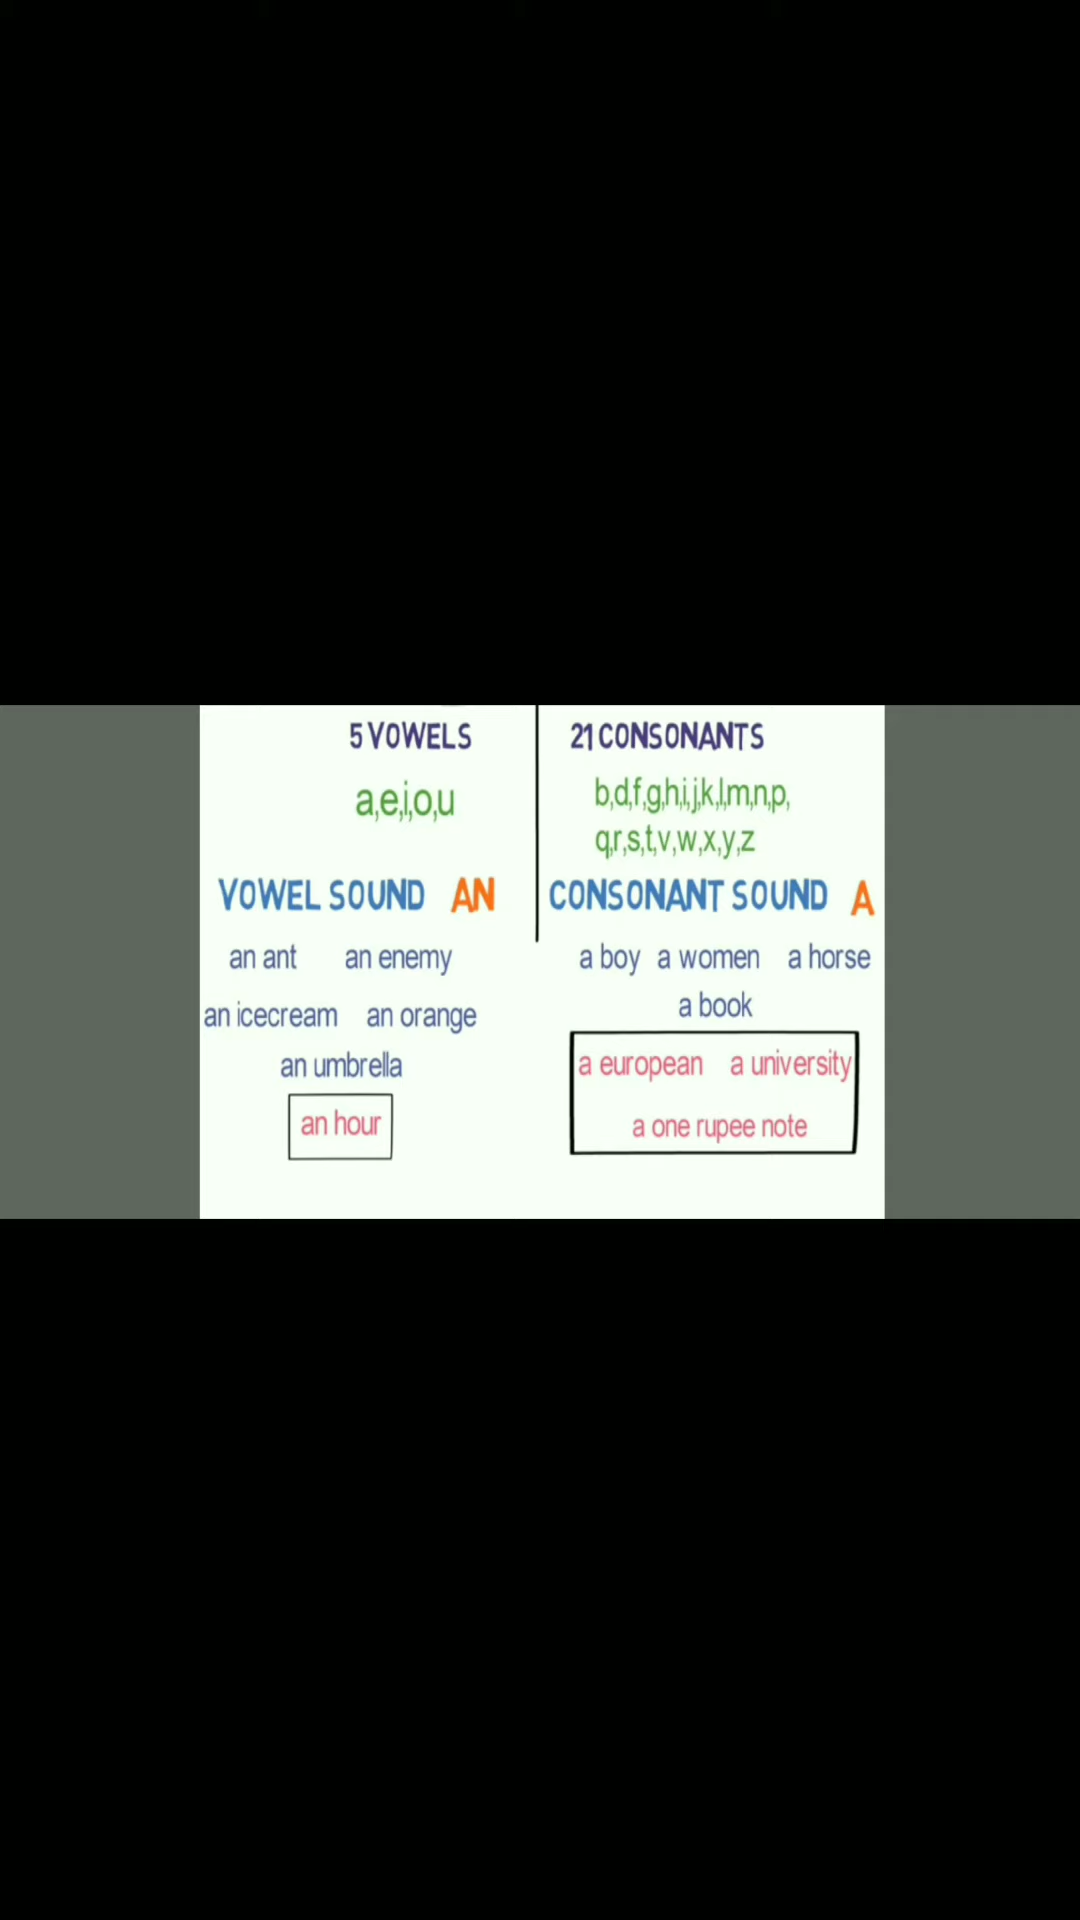 5 VOWELS
a,e,i,o,u
VOWEL SOUND AN
an ant an enemy
an icecream an orange
an umbrella
an hour
21 CONSONANTS
b,d,f,g,h,i,j,k,l,m,n,p,
q,r,s,t,v,w,x,y,z
CONSONANT SOUND A
a boy a women a horse
a book
a european a university
a one rupee note